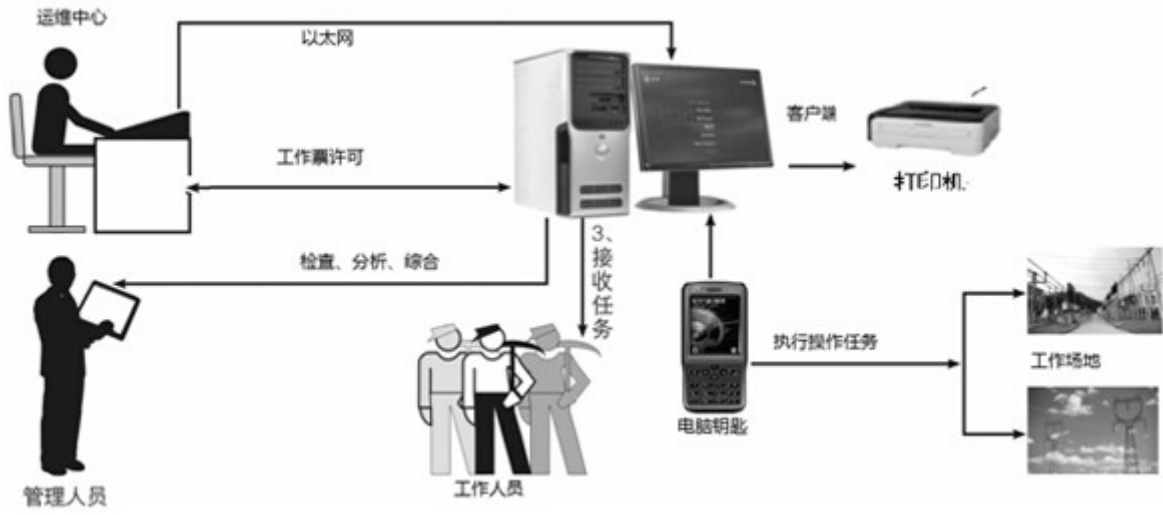 运维中心
以太网
客户端
打印机
工作票许可
3、接收任务
检查、分析、综合
执行操作任务
工作场地
电脑钥匙
工作人员
管理人员